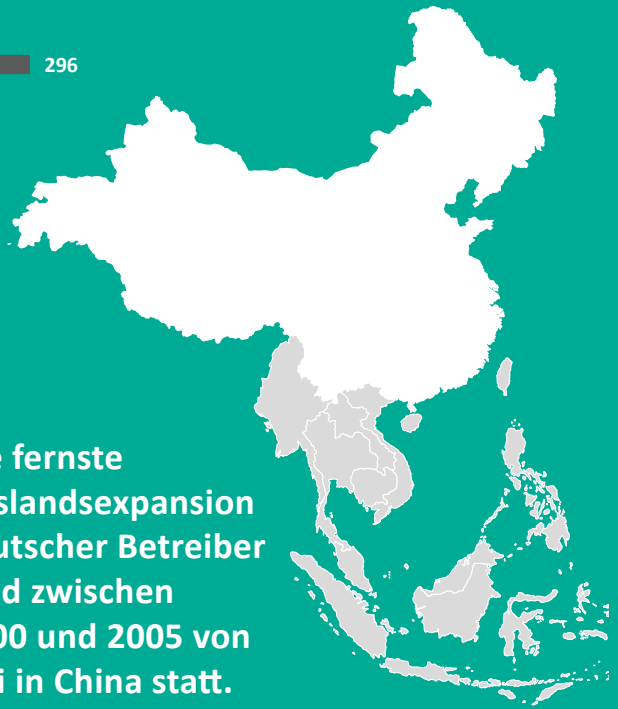 296
e fernste
slandsexpansion
utscher Betreiber
d zwischen
00 und 2005 von
i in China statt.